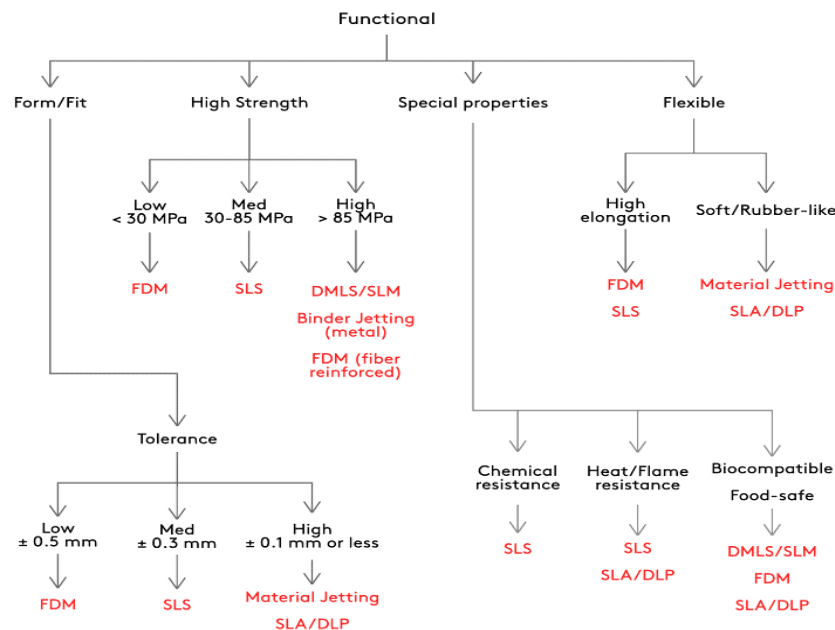 Functional
Form/Fit
High Strength
Special properties
Flexible
Low
< 30 MPa
Med
30-85 MPa
High
> 85 MPa
High
elongation
Soft/Rubber-like
FDM
SLS
DMLS/SLM
Binder Jetting
(metal)
FDM (fiber
reinforced)
FDM
SLS
Material Jetting
SLA/DLP
Tolerance
Chemical
resistance
Heat/Flame
resistance
Biocompatible
Food-safe
Low
± 0.5 mm
Med
± 0.3 mm
High
± 0.1 mm or less
SLS
SLS
SLA/DLP
DMLS/SLM
FDM
SLA/DLP
FDM
SLS
Material Jetting
SLA/DLP